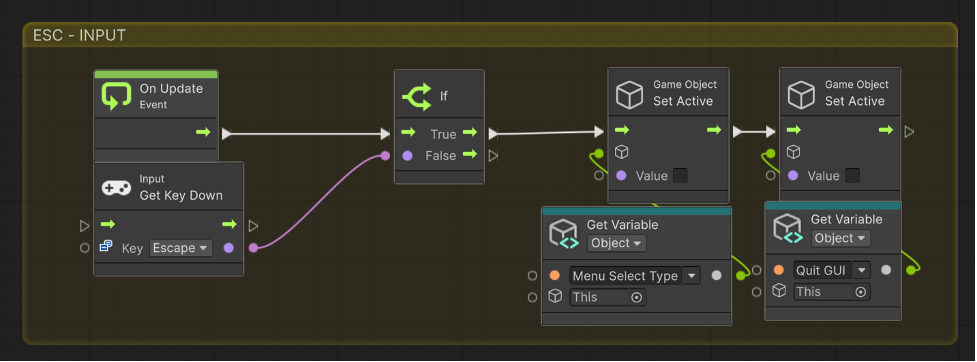 ESC - INPUT
On Update
Event
Input
Get Key Down
Key Escape
If
True
False
Game Object
Set Active
Value
Get Variable
Object
Menu Select Type
This
Game Object
Set Active
Value
Get Variable
Object
Quit GUI
This